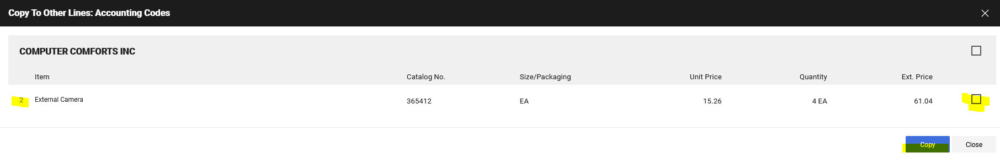 Copy To Other Lines: Accounting Codes
COMPUTER COMFORTS INC
Item Catalog No. Size/Packaging Unit Price Quantity Ext. Price
2 External Camera 365412 EA 15.26 4 EA 61.04
Copy Close